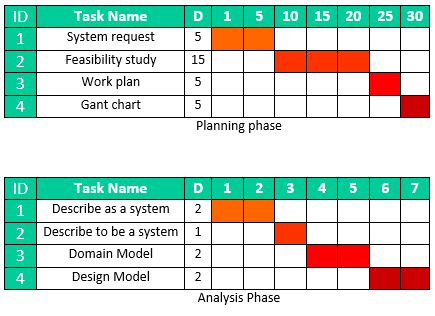 ID Task Name D 1 5 10 15 20 25 30
1 System request 5
2 Feasibility study 15
3 Work plan 5
4 Gant chart 5
Planning phase
ID Task Name D 1 2 3 4 5 6 7
1 Describe as a system 2
2 Describe to be a system 1
3 Domain Model 2
4 Design Model 2
Analysis Phase